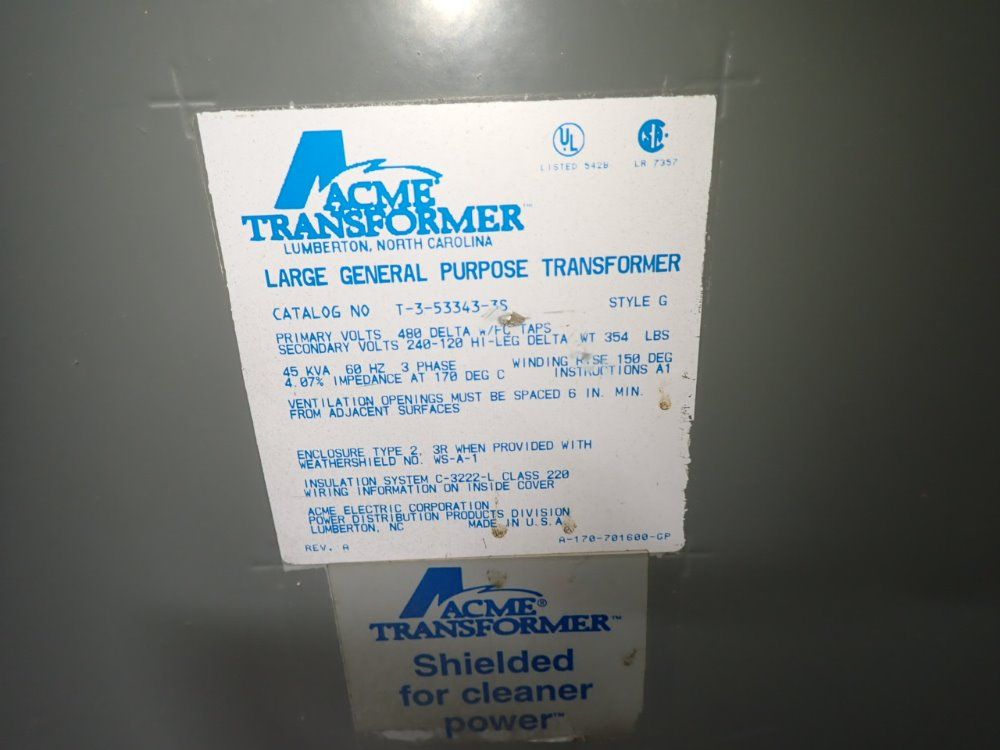 UL
LISTED 542B
LR 7357
ACME
TRANSFORMER™
LUMBERTON, NORTH CAROLINA
LARGE GENERAL PURPOSE TRANSFORMER
CATALOG NO T-3-53343-3S STYLE G
PRIMARY VOLTS 480 DELTA W/FC TAPS
SECONDARY VOLTS 240-120 HI-LEG DELTA WT 354 LBS
45 KVA 60 HZ 3 PHASE WINDING RISE 150 DEG
4.07% IMPEDANCE AT 170 DEG C INSTRUCTIONS A1
VENTILATION OPENINGS MUST BE SPACED 6 IN. MIN.
FROM ADJACENT SURFACES
ENCLOSURE TYPE 2, 3R WHEN PROVIDED WITH
WEATHERSHIELD NO. WS-A-1
INSULATION SYSTEM C-3222-L CLASS 220
WIRING INFORMATION ON INSIDE COVER
ACME ELECTRIC CORPORATION
POWER DISTRIBUTION PRODUCTS DIVISION
LUMBERTON, NC MADE IN U.S.A.
REV. A A-170-701600-GP
ACME®
TRANSFORMER™
Shielded
for cleaner
power™